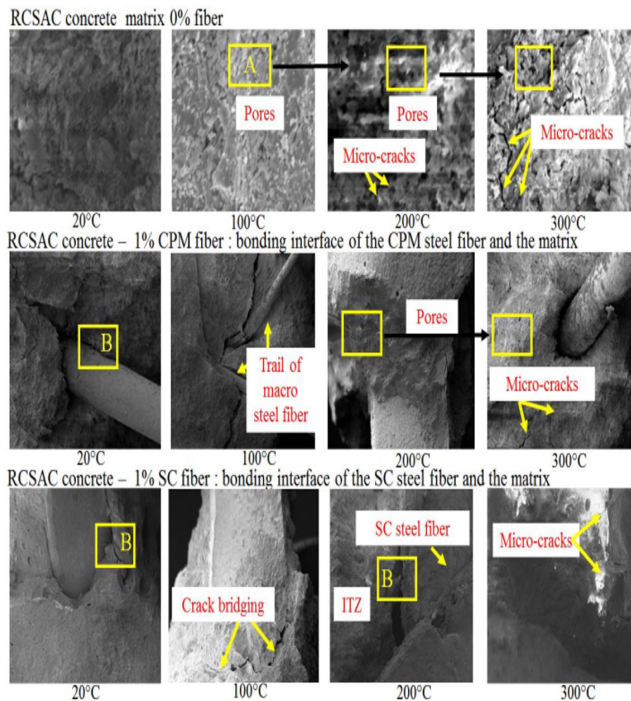 RCSAC concrete matrix 0% fiber
A
Pores
Pores
Micro-cracks
Micro-cracks
20°C
100°C
200°C
300°C
RCSAC concrete – 1% CPM fiber : bonding interface of the CPM steel fiber and the matrix
B
Trail of
macro
steel fiber
Pores
Micro-cracks
20°C
100°C
200°C
300°C
RCSAC concrete – 1% SC fiber : bonding interface of the SC steel fiber and the matrix
B
Crack bridging
SC steel fiber
B
ITZ
Micro-cracks
20°C
100°C
200°C
300°C